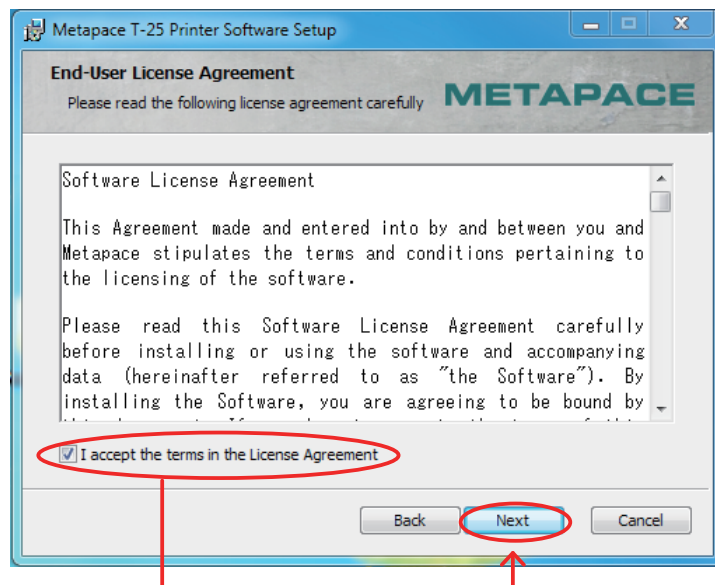 Metapace T-25 Printer Software Setup
End-User License Agreement
Please read the following license agreement carefully
METAPACE
Software License Agreement
This Agreement made and entered into by and between you and
Metapace stipulates the terms and conditions pertaining to
the licensing of the software.
Please read this Software License Agreement carefully
before installing or using the software and accompanying
data (hereinafter referred to as "the Software"). By
installing the Software, you are agreeing to be bound by
I accept the terms in the License Agreement
Back Next Cancel